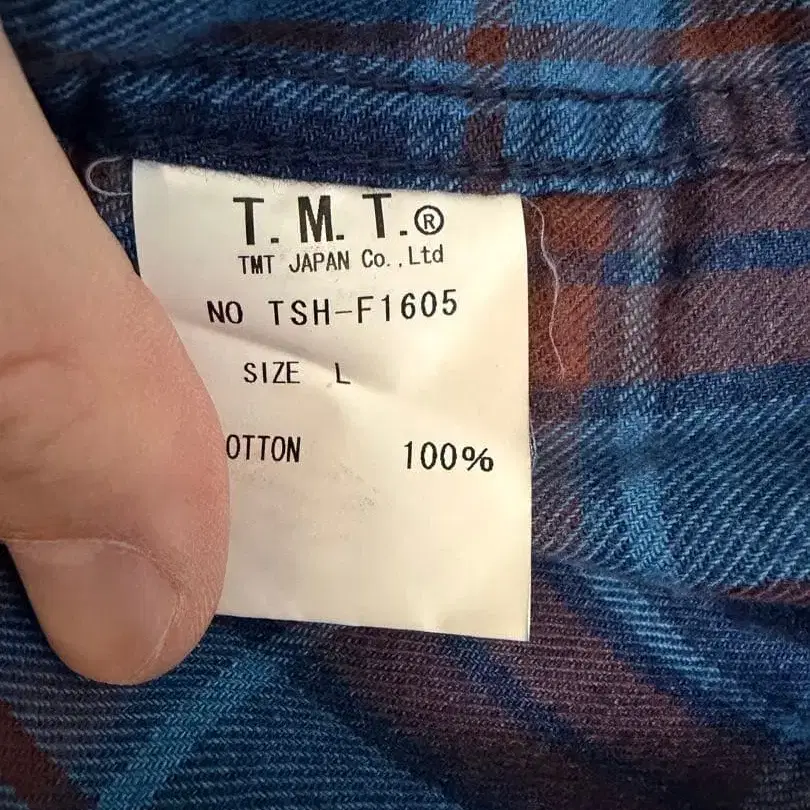 T. M. T.®
TMT JAPAN Co.,Ltd
NO TSH-F1605
SIZE L
OTTON 100%